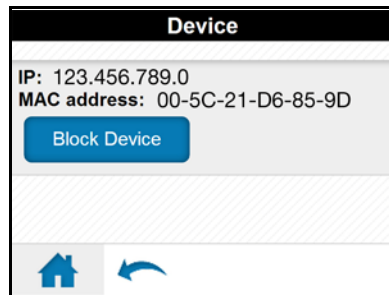 Device
IP: 123.456.789.0
MAC address: 00-5C-21-D6-85-9D
Block Device